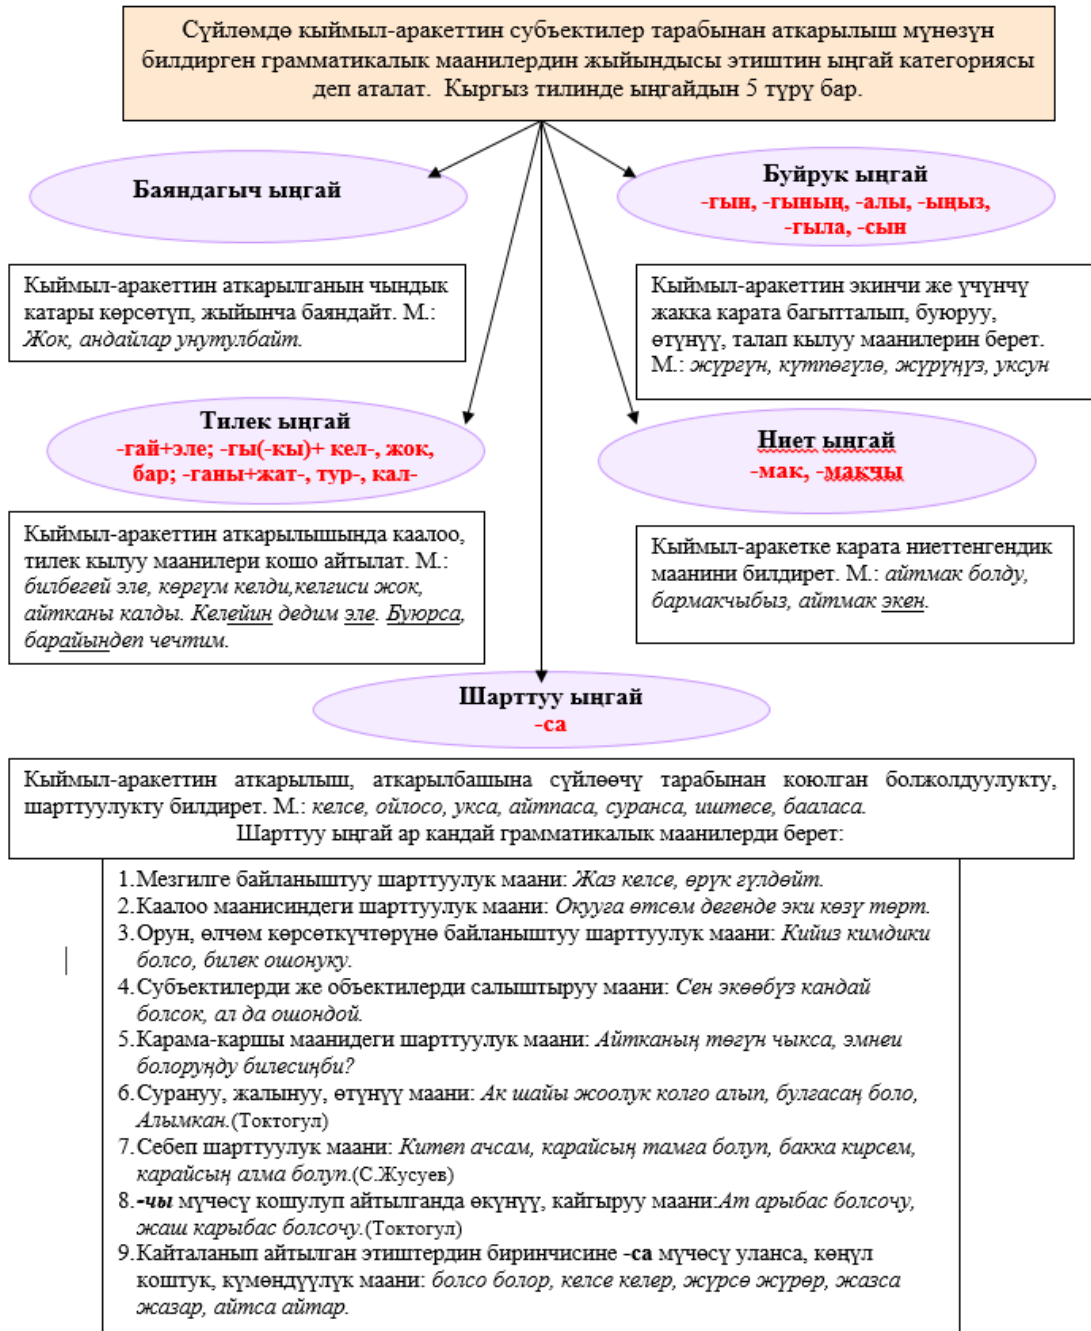 Сүйлөмдө кыймыл-аракеттин субъектилер тарабынан аткарылыш мүнөзүн
билдирген грамматикалык маанилердин жыйындысы этиштин ыңгай категориясы
деп аталат. Кыргыз тилинде ыңгайдын 5 түрү бар.
Баяндагыч ыңгай
Буйрук ыңгай
-гын, -гының, -алы, -ыңыз,
-гыла, -сын
Кыймыл-аракеттин аткарылганын чындык
катары көрсөтүп, жыйынча баяндайт. М.:
Жок, андайлар унутулбайт.
Кыймыл-аракеттин экинчи же үчүнчү
жакка карата багытталып, буюруу,
өтүнүү, талап кылуу маанилерин берет.
М.: жүргүн, күтпөгүлө, жүрүңүз, уксун
Тилек ыңгай
-гай+эле; -гы(-кы)+ кел-, жок,
бар; -ганы+жат-, тур-, кал-
Ниет ыңгай
-мак, -макчы
Кыймыл-аракеттин аткарылышында каалоо,
тилек кылуу маанилери кошо айтылат. М.:
билбегей эле, көргүм келди,келгиси жок,
айтканы калды. Келейин дедим эле. Буюрса,
барайындеп чечтим.
Кыймыл-аракетке карата ниеттенгендик
маанини билдирет. М.: айтмак болду,
бармакчыбыз, айтмак экен.
Шарттуу ыңгай
-са
Кыймыл-аракеттин аткарылыш, аткарылбашына сүйлөөчү тарабынан коюлган болжолдуулукту,
шарттуулукту билдирет. М.: келсе, ойлосо, укса, айтпаса, суранса, иштесе, бааласа.
Шарттуу ыңгай ар кандай грамматикалык маанилерди берет:
1.Мезгилге байланыштуу шарттуулук маани: Жаз келсе, өрүк гүлдөйт.
2.Каалоо маанисиндеги шарттуулук маани: Окууга өтсөм дегенде эки көзү төрт.
3.Орун, өлчөм көрсөткүчтөрүнө байланыштуу шарттуулук маани: Кийиз кимдики
болсо, билек ошонуку.
4.Субъектилерди же объектилерди салыштыруу маани: Сен экөөбүз кандай
болсок, ал да ошондой.
5.Карама-каршы маанидеги шарттуулук маани: Айтканың төгүн чыкса, эмнеи
болоруңду билесиңби?
6.Сурануу, жалынуу, өтүнүү маани: Ак шайы жоолук колго алып, булгасаң боло,
Алымкан.(Токтогул)
7.Себеп шарттуулук маани: Китеп ачсам, карайсың тамга болуп, бакка кирсем,
карайсың алма болуп.(С.Жусуев)
8.-чы мүчөсү кошулуп айтылганда өкүнүү, кайгыруу маани:Ат арыбас болсочу,
жаш карыбас болсочу.(Токтогул)
9.Кайталанып айтылган этиштердин биринчисине -са мүчөсү уланса, көңүл
коштук, күмөндүүлүк маани: болсо болор, келсе келер, жүрсө жүрөр, жазса
жазар, айтса айтар.